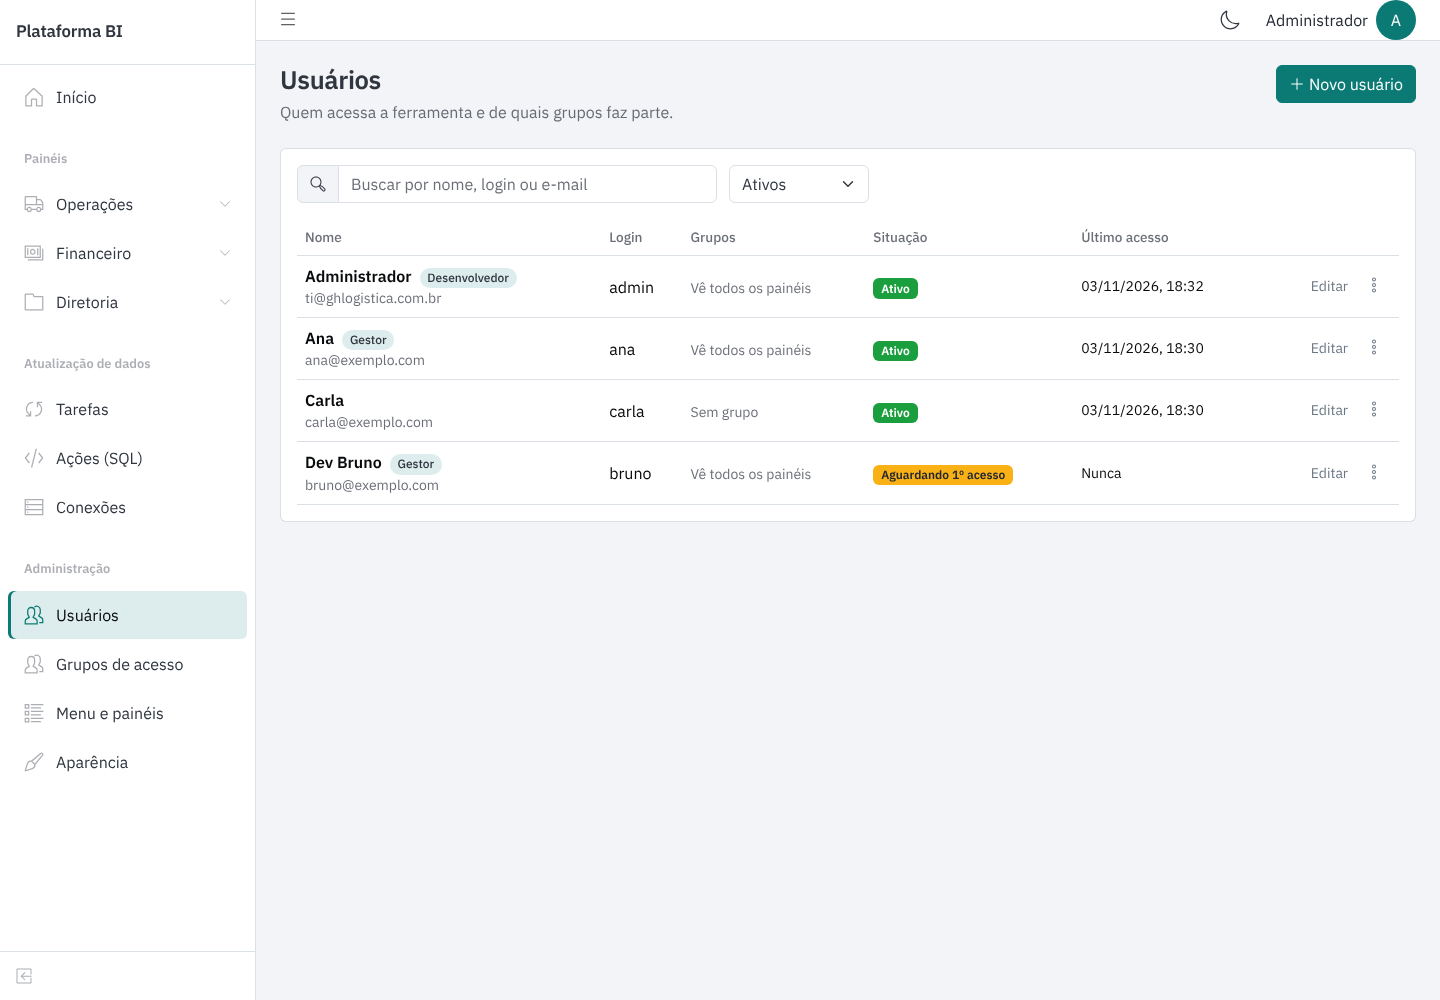 Plataforma BI
Administrador
A
Início
Painéis
Operações
Financeiro
Diretoria
Atualização de dados
Tarefas
Ações (SQL)
Conexões
Administração
Usuários
Grupos de acesso
Menu e painéis
Aparência
Usuários
Quem acessa a ferramenta e de quais grupos faz parte.
Novo usuário
Buscar por nome, login ou e-mail
Ativos
Nome Login Grupos Situação Último acesso
Administrador Desenvolvedor
ti@ghlogistica.com.br
admin Vê todos os painéis Ativo 03/11/2026, 18:32 Editar
Ana Gestor
ana@exemplo.com
ana Vê todos os painéis Ativo 03/11/2026, 18:30 Editar
Carla
carla@exemplo.com
carla Sem grupo Ativo 03/11/2026, 18:30 Editar
Dev Bruno Gestor
bruno@exemplo.com
bruno Vê todos os painéis Aguardando 1º acesso Nunca Editar